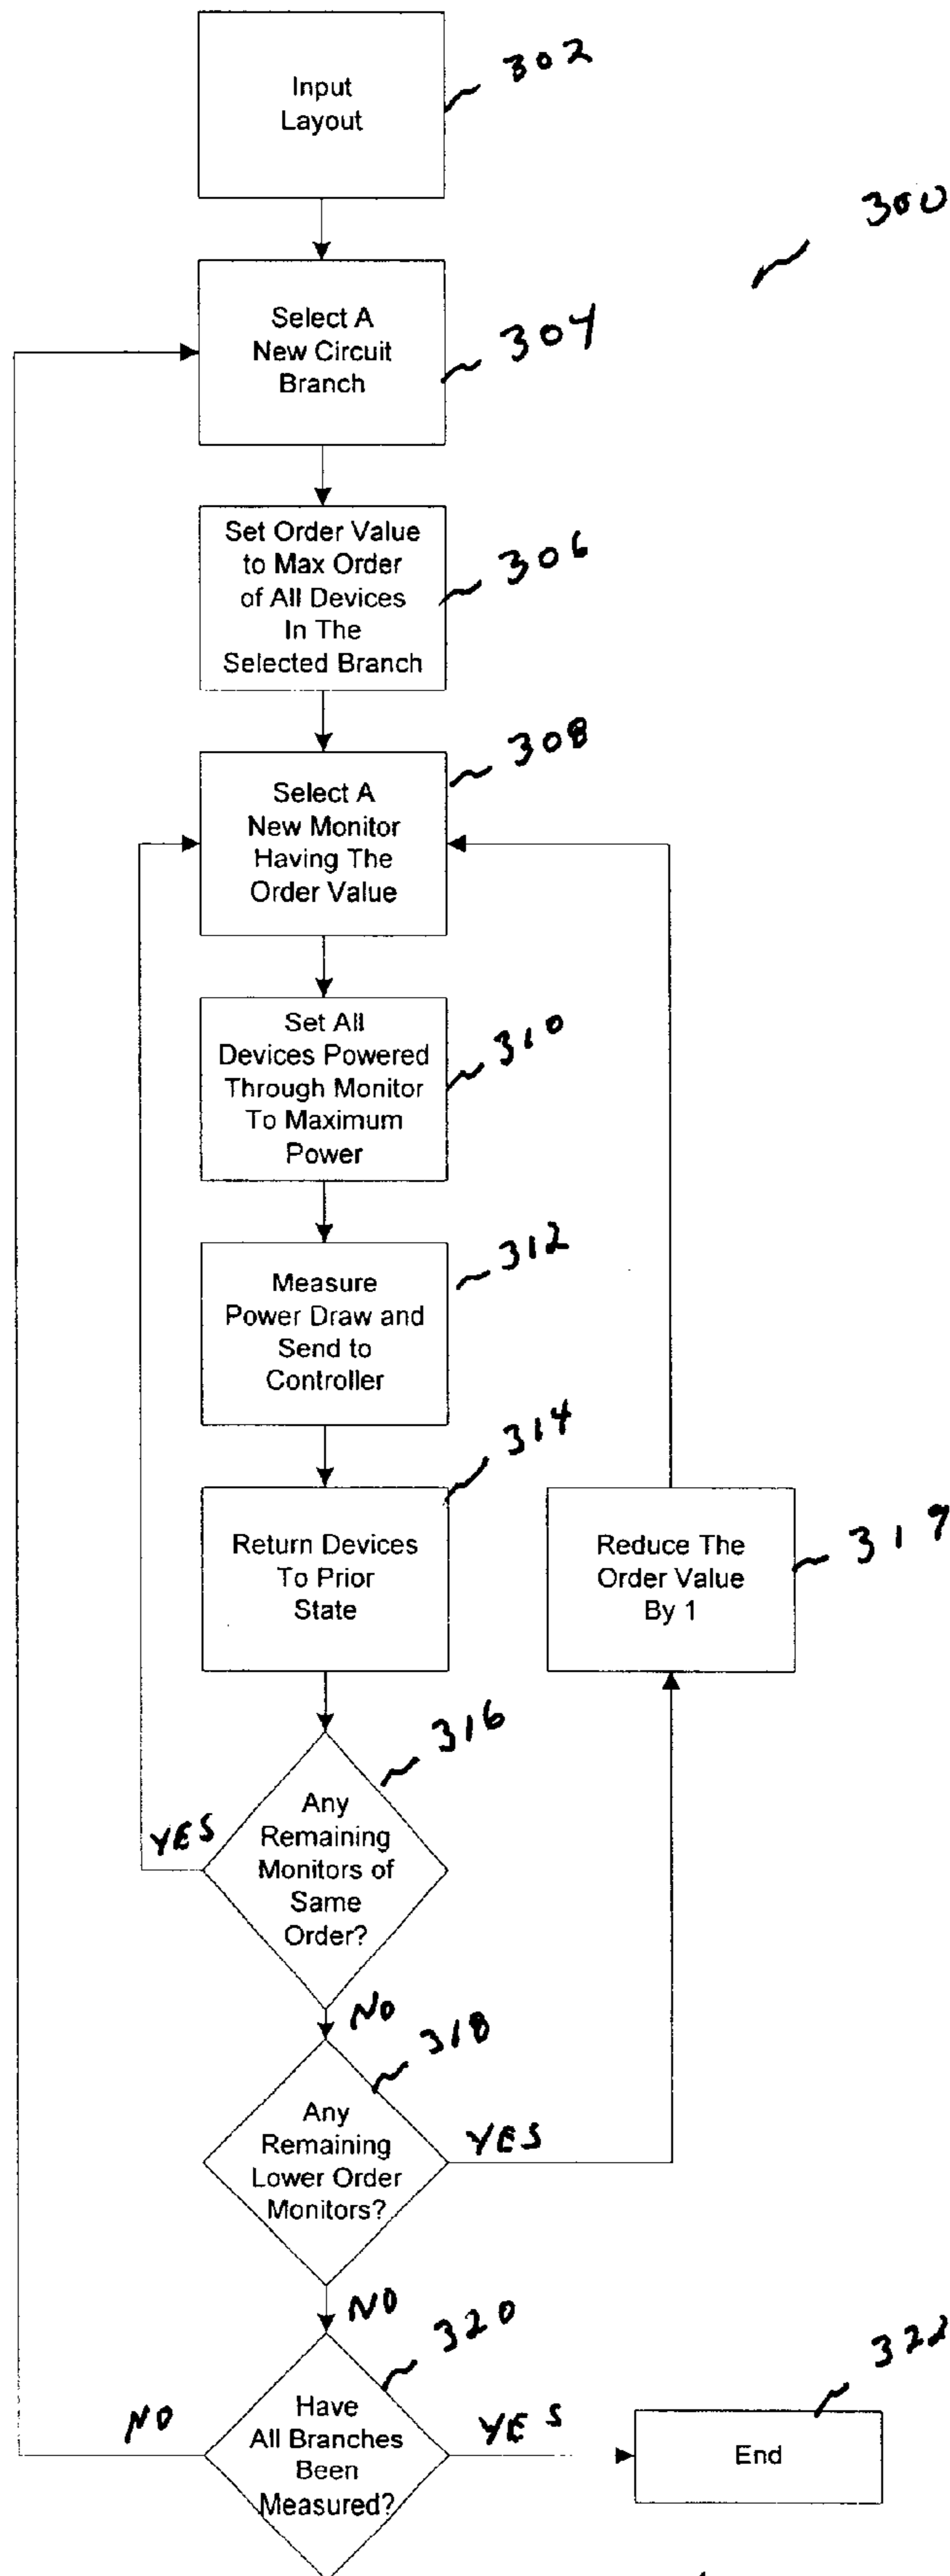 Input
Layout
302
300
Select A
New Circuit
Branch
304
Set Order Value
to Max Order
of All Devices
In The
Selected Branch
306
308
Select A
New Monitor
Having The
Order Value
Set All
Devices Powered
Through Monitor
To Maximum
Power
310
312
Measure
Power Draw and
Send to
Controller
314
Return Devices
To Prior
State
Reduce The
Order Value
By 1
319
316
Any
Remaining
Monitors of
Same
Order?
YES
NO
318
Any
Remaining
Lower Order
Monitors?
YES
NO
320
Have
All Branches
Been
Measured?
NO
YES
322
End